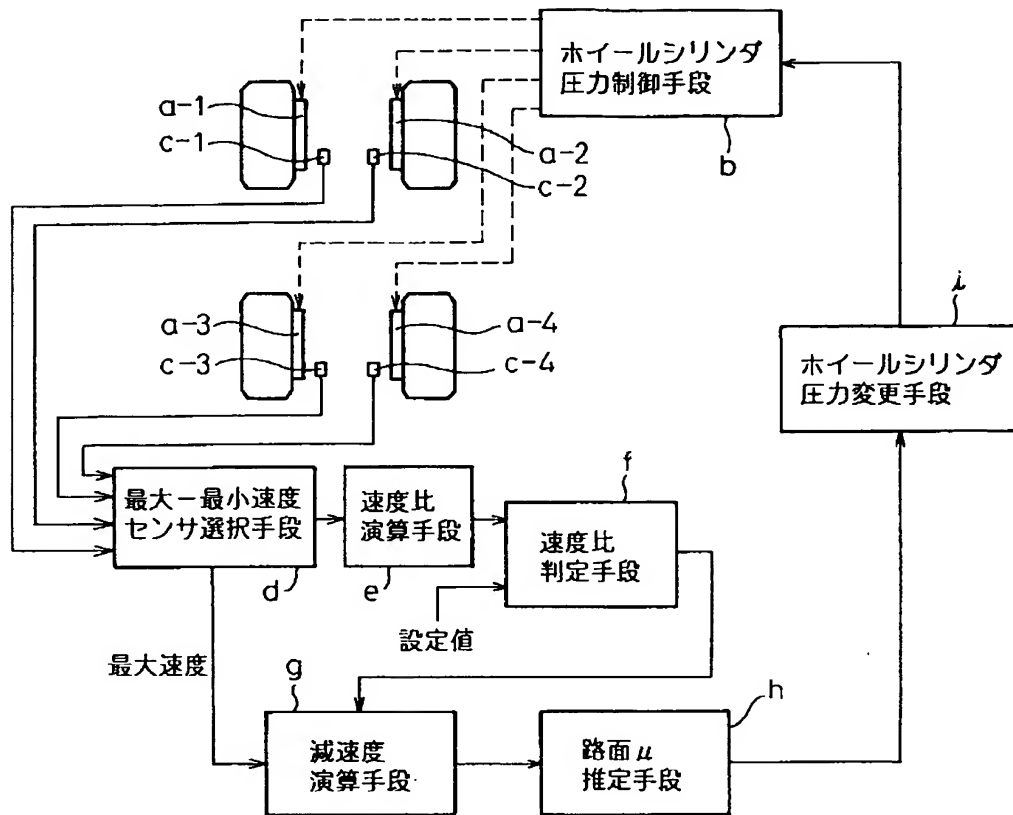 ホイールシリンダ
圧力制御手段
b
a-1
c-1
a-2
c-2
a-3
c-3
a-4
c-4
i
ホイールシリンダ
圧力変更手段
最大－最小速度
センサ選択手段
d
速度比
演算手段
e
f
速度比
判定手段
設定値
最大速度
g
減速度
演算手段
h
路面μ
推定手段